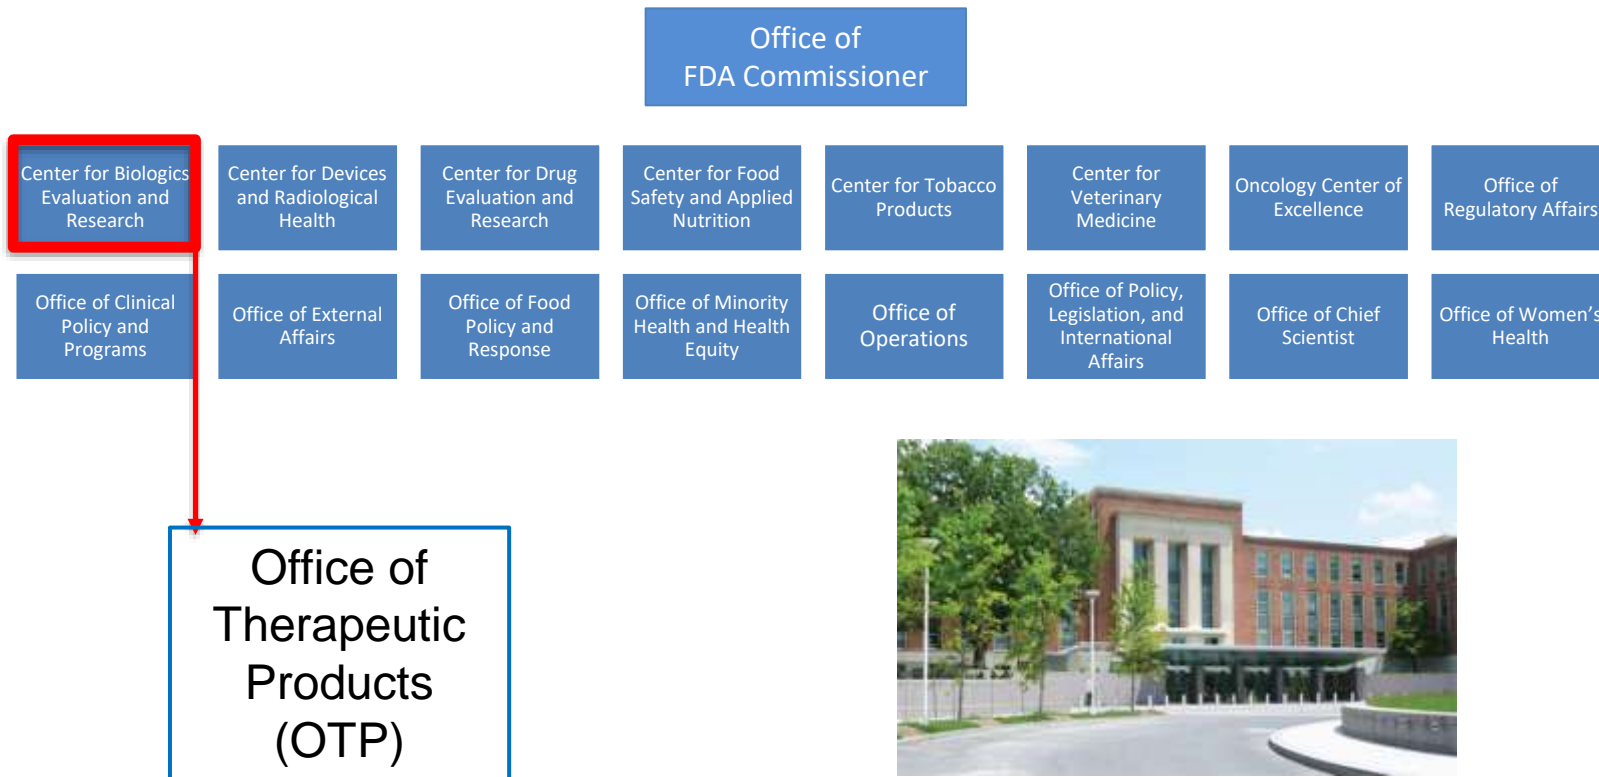 Office of
FDA Commissioner
Center for Biologics
Evaluation and
Research
Center for Devices
and Radiological
Health
Center for Drug
Evaluation and
Research
Center for Food
Safety and Applied
Nutrition
Center for Tobacco
Products
Center for
Veterinary
Medicine
Oncology Center of
Excellence
Office of
Regulatory Affairs
Office of Clinical
Policy and
Programs
Office of External
Affairs
Office of Food
Policy and
Response
Office of Minority
Health and Health
Equity
Office of
Operations
Office of Policy,
Legislation, and
International
Affairs
Office of Chief
Scientist
Office of Women's
Health
Office of
Therapeutic
Products
(OTP)